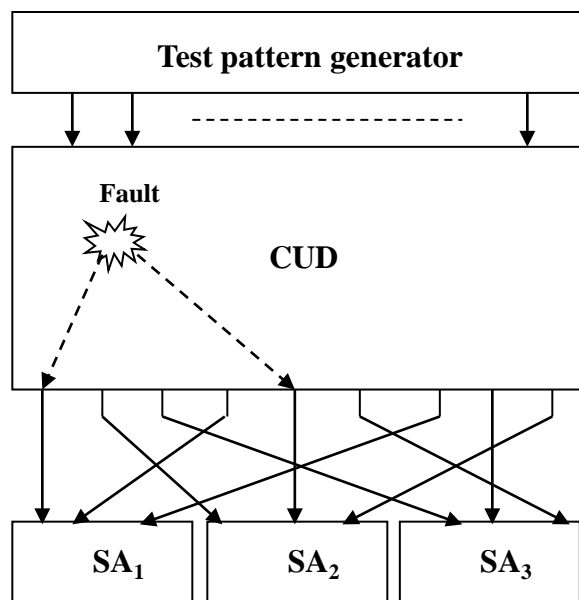 Test pattern generator
Fault
CUD
SA₁ SA₂ SA₃